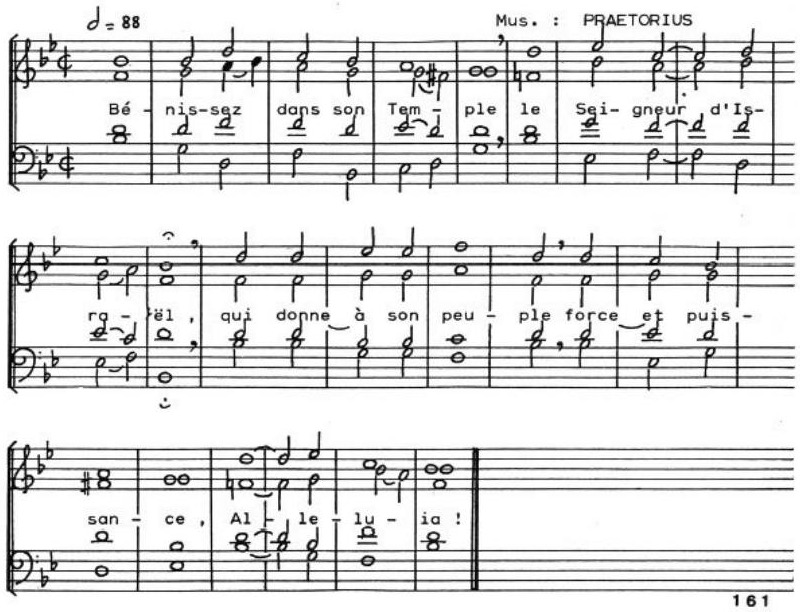 𝅗𝅥 = 88 Mus. : PRAETORIUS
Bé - nis-sez dans son Tem - ple le Sei- gneur d'Is-
ra - ël , qui donne à son peu - ple force et puis -
san - ce , Al - le - lu - ia !
161